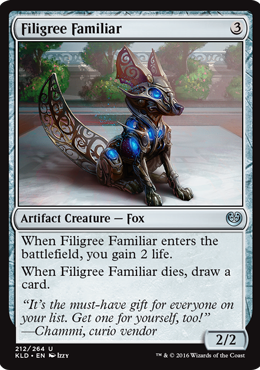 Filigree Familiar 3
Artifact Creature — Fox
When Filigree Familiar enters the
battlefield, you gain 2 life.
When Filigree Familiar dies, draw a
card.
“It’s the must-have gift for everyone on
your list. Get one for yourself, too!”
—Chammi, curio vendor
2/2
212/264 U
KLD • EN Izzy
™ & © 2016 Wizards of the Coast